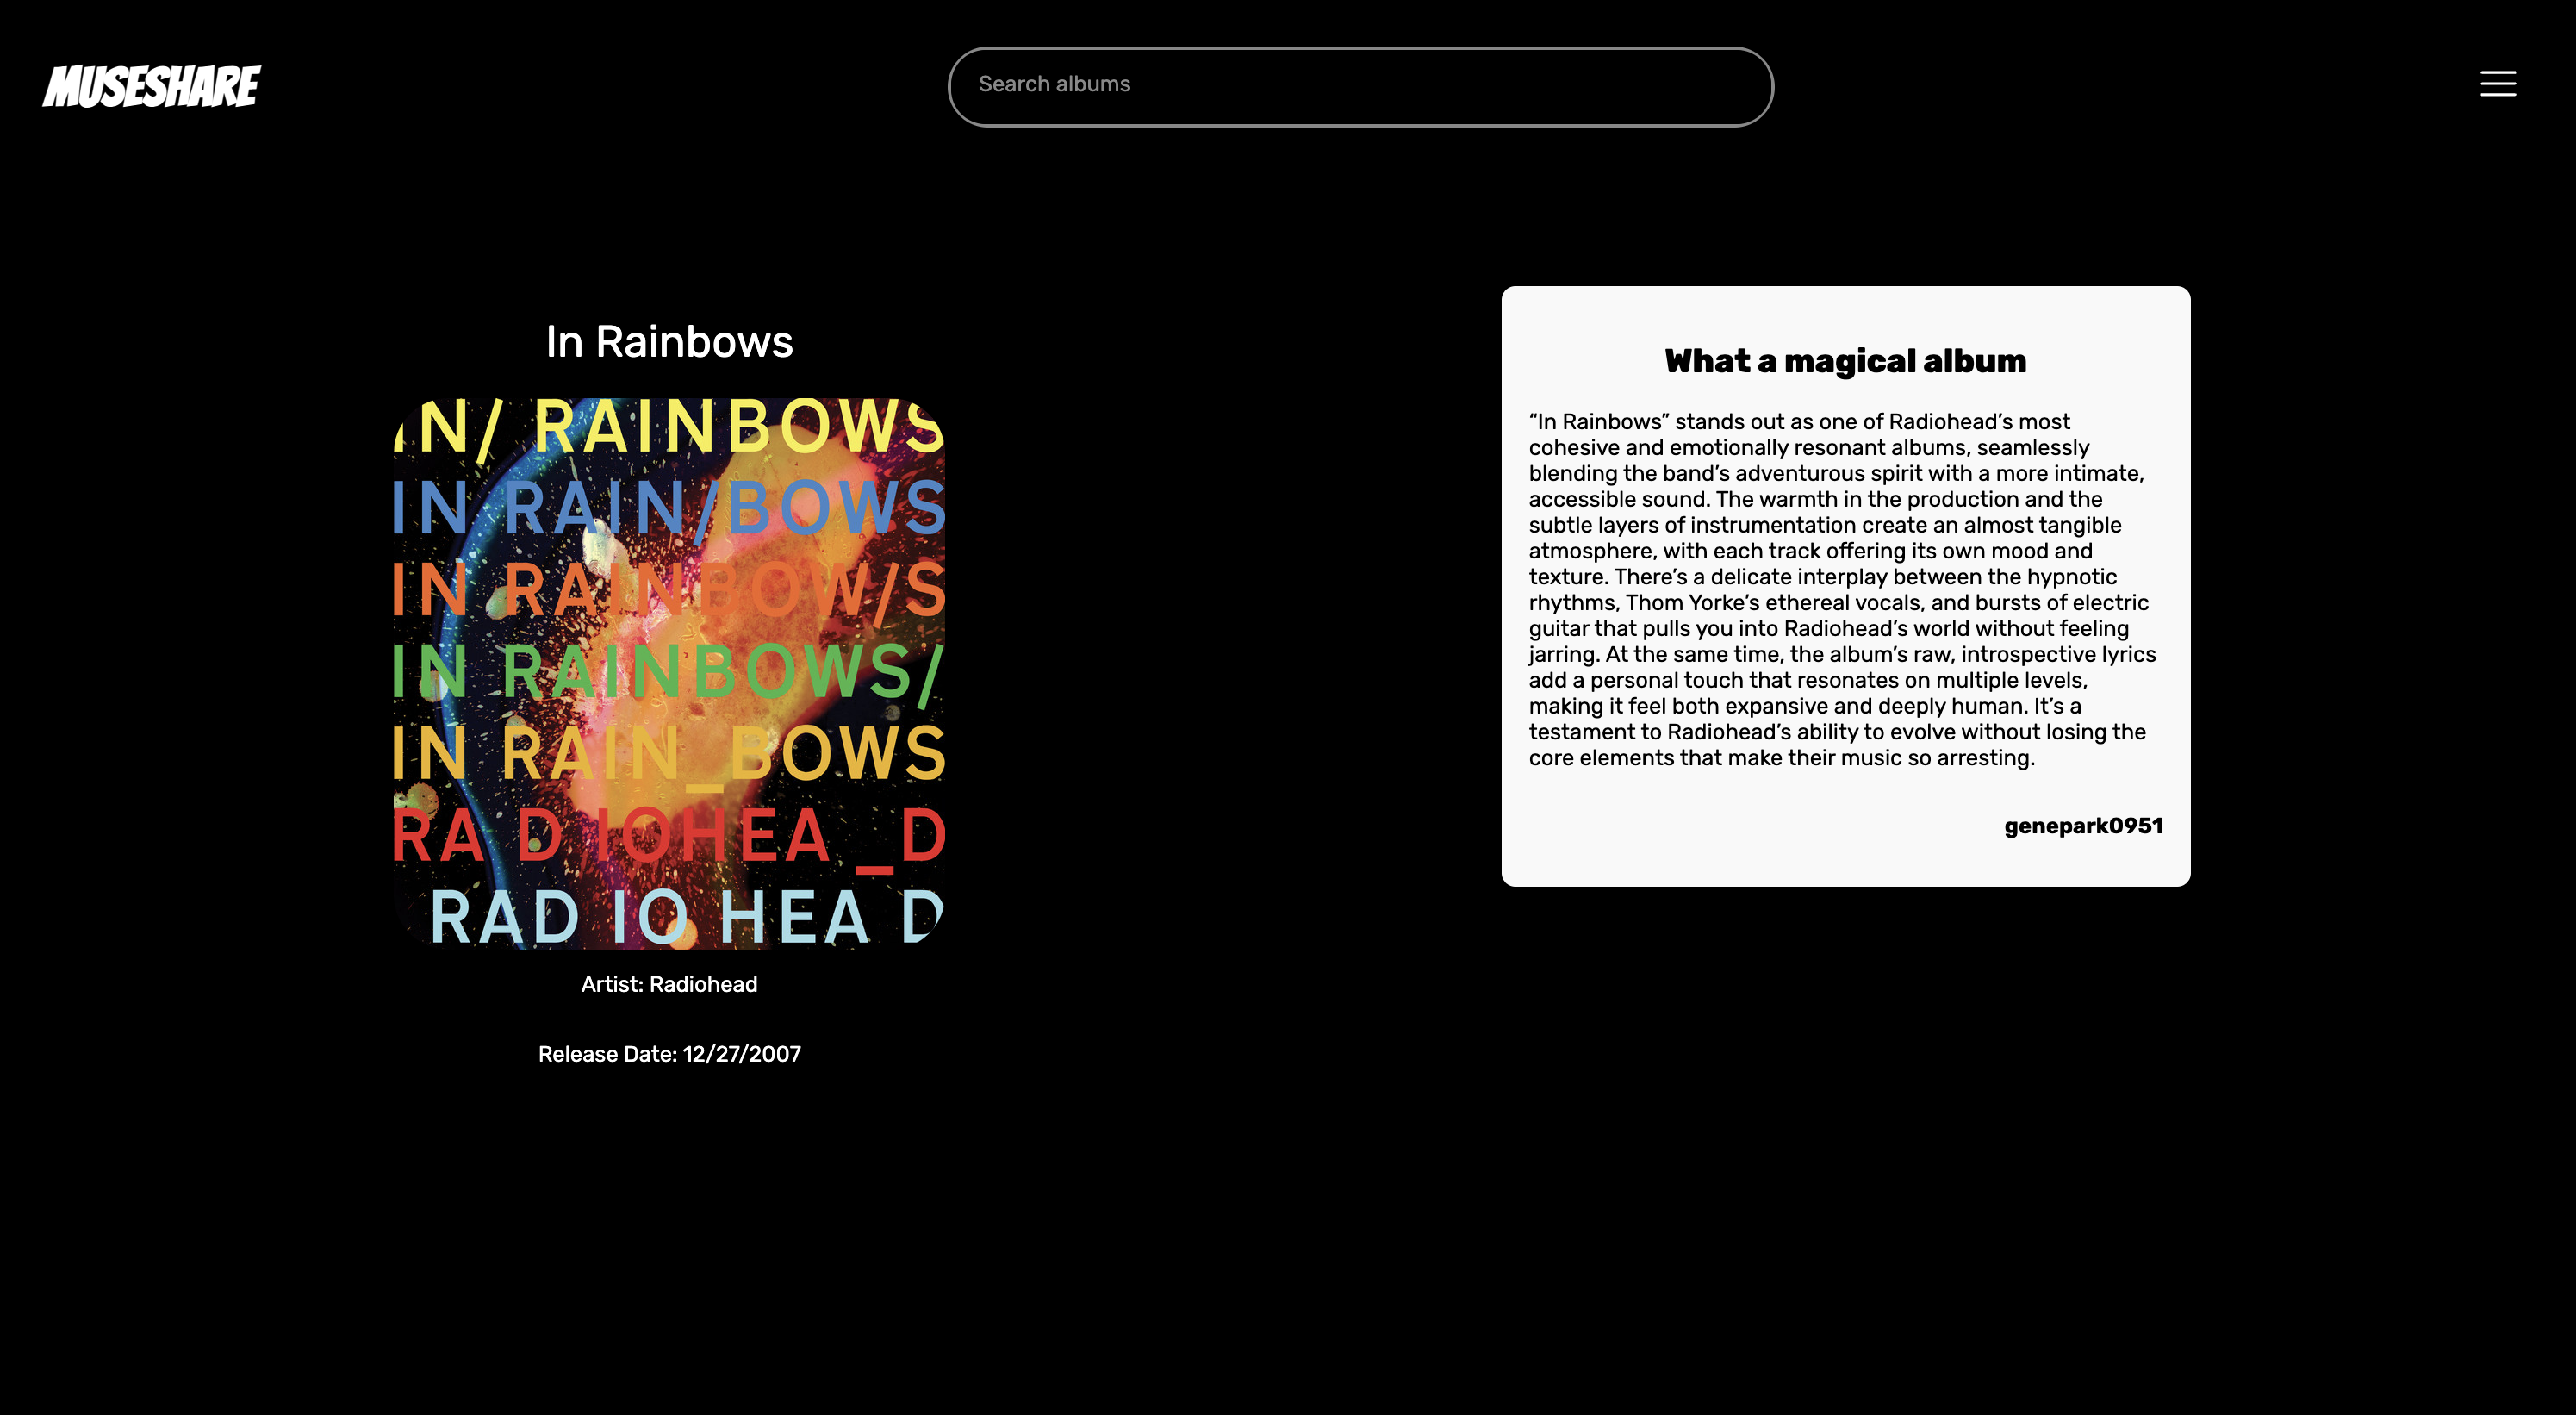 MUSESHARE
Search albums
In Rainbows
IN/ RAINBOWS
IN RAIN/BOWS
IN RAINBOW/S
IN RAINBOWS/
IN RAIN_BOWS
RA D IOHEA _D
RAD IO HEA D
Artist: Radiohead
Release Date: 12/27/2007
What a magical album
“In Rainbows” stands out as one of Radiohead’s most
cohesive and emotionally resonant albums, seamlessly
blending the band’s adventurous spirit with a more intimate,
accessible sound. The warmth in the production and the
subtle layers of instrumentation create an almost tangible
atmosphere, with each track offering its own mood and
texture. There’s a delicate interplay between the hypnotic
rhythms, Thom Yorke’s ethereal vocals, and bursts of electric
guitar that pulls you into Radiohead’s world without feeling
jarring. At the same time, the album’s raw, introspective lyrics
add a personal touch that resonates on multiple levels,
making it feel both expansive and deeply human. It’s a
testament to Radiohead’s ability to evolve without losing the
core elements that make their music so arresting.
genepark0951